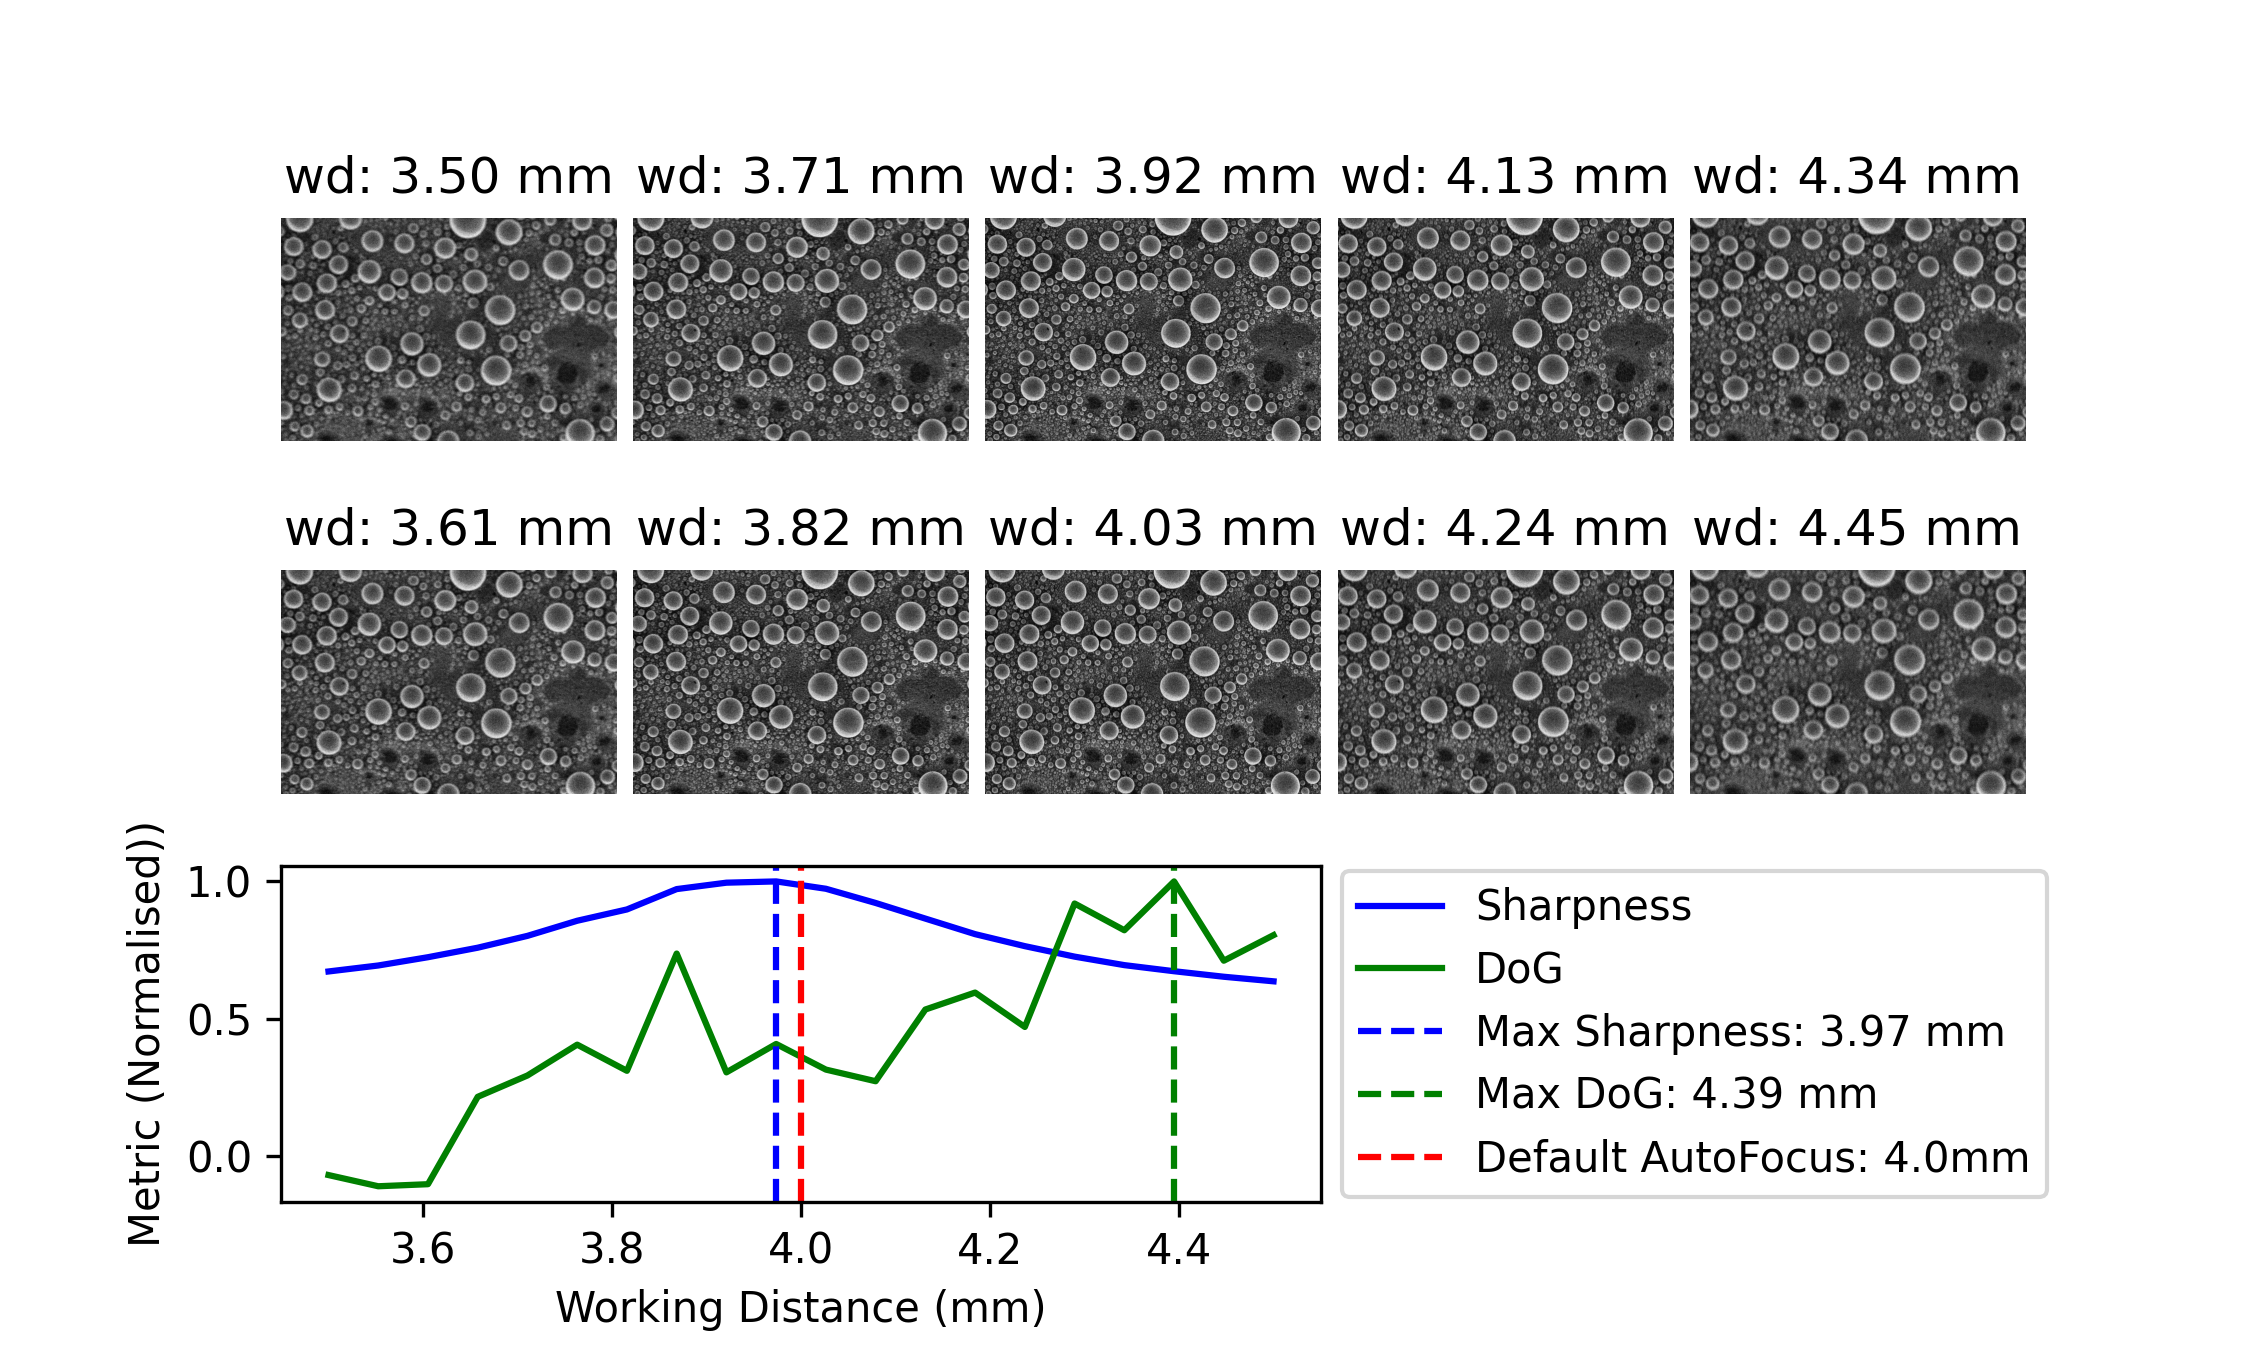 wd: 3.50 mm
wd: 3.71 mm
wd: 3.92 mm
wd: 4.13 mm
wd: 4.34 mm
wd: 3.61 mm
wd: 3.82 mm
wd: 4.03 mm
wd: 4.24 mm
wd: 4.45 mm
Metric (Normalised))
1.0
0.5
0.0
3.6
3.8
4.0
4.2
4.4
Working Distance (mm)
Sharpness
DoG
Max Sharpness: 3.97 mm
Max DoG: 4.39 mm
Default AutoFocus: 4.0mm